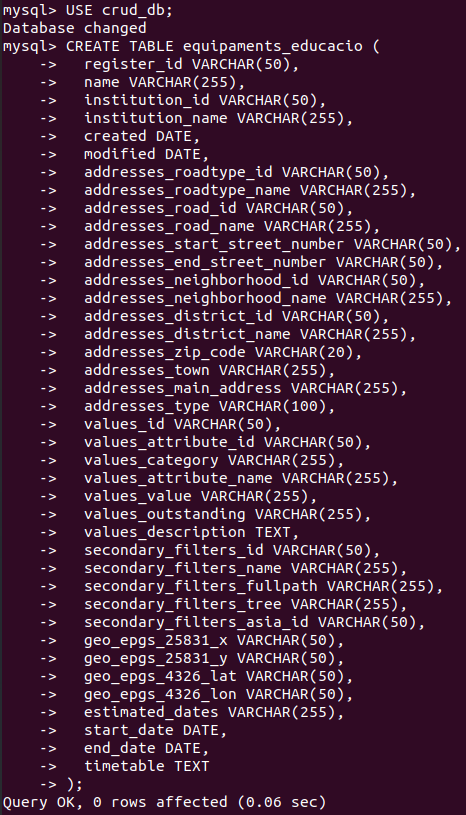 mysql> USE crud_db;
Database changed
mysql> CREATE TABLE equipaments_educacio (
    ->   register_id VARCHAR(50),
    ->   name VARCHAR(255),
    ->   institution_id VARCHAR(50),
    ->   institution_name VARCHAR(255),
    ->   created DATE,
    ->   modified DATE,
    ->   addresses_roadtype_id VARCHAR(50),
    ->   addresses_roadtype_name VARCHAR(255),
    ->   addresses_road_id VARCHAR(50),
    ->   addresses_road_name VARCHAR(255),
    ->   addresses_start_street_number VARCHAR(50),
    ->   addresses_end_street_number VARCHAR(50),
    ->   addresses_neighborhood_id VARCHAR(50),
    ->   addresses_neighborhood_name VARCHAR(255),
    ->   addresses_district_id VARCHAR(50),
    ->   addresses_district_name VARCHAR(255),
    ->   addresses_zip_code VARCHAR(20),
    ->   addresses_town VARCHAR(255),
    ->   addresses_main_address VARCHAR(255),
    ->   addresses_type VARCHAR(100),
    ->   values_id VARCHAR(50),
    ->   values_attribute_id VARCHAR(50),
    ->   values_category VARCHAR(255),
    ->   values_attribute_name VARCHAR(255),
    ->   values_value VARCHAR(255),
    ->   values_outstanding VARCHAR(255),
    ->   values_description TEXT,
    ->   secondary_filters_id VARCHAR(50),
    ->   secondary_filters_name VARCHAR(255),
    ->   secondary_filters_fullpath VARCHAR(255),
    ->   secondary_filters_tree VARCHAR(255),
    ->   secondary_filters_asia_id VARCHAR(50),
    ->   geo_epgs_25831_x VARCHAR(50),
    ->   geo_epgs_25831_y VARCHAR(50),
    ->   geo_epgs_4326_lat VARCHAR(50),
    ->   geo_epgs_4326_lon VARCHAR(50),
    ->   estimated_dates VARCHAR(255),
    ->   start_date DATE,
    ->   end_date DATE,
    ->   timetable TEXT
    -> );
Query OK, 0 rows affected (0.06 sec)